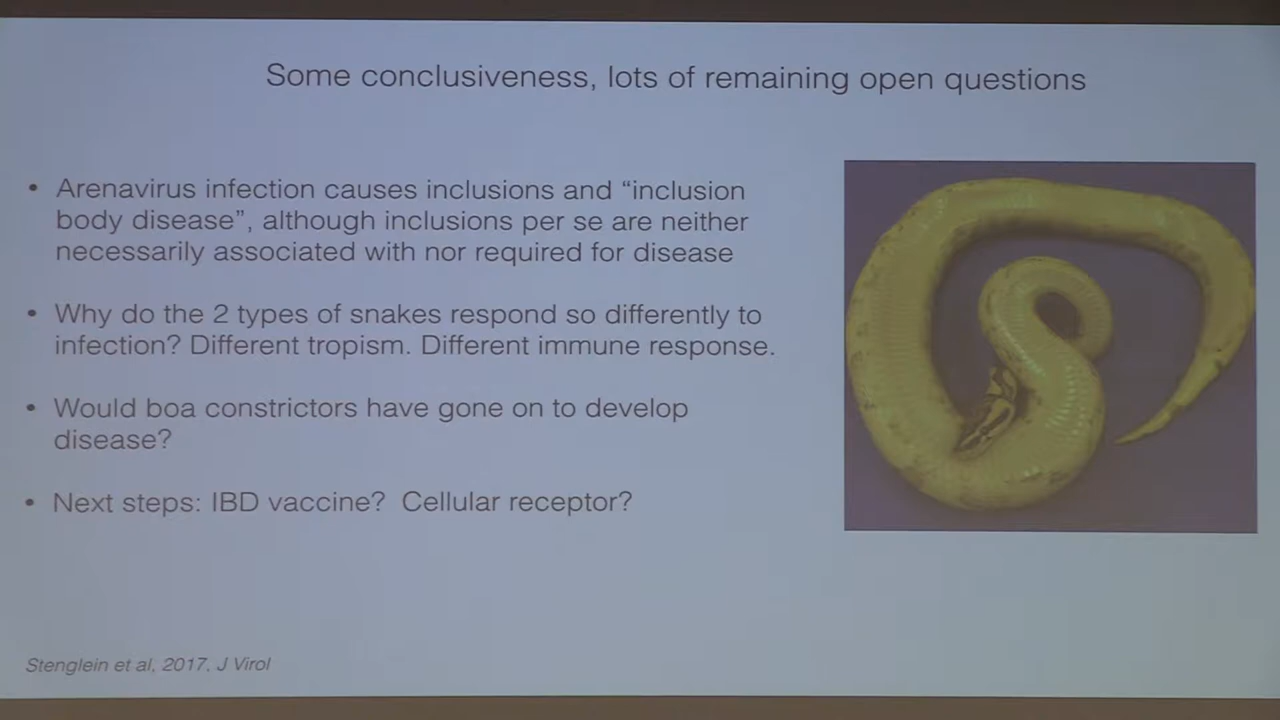 Some conclusiveness, lots of remaining open questions
• Arenavirus infection causes inclusions and “inclusion
body disease”, although inclusions per se are neither
necessarily associated with nor required for disease
• Why do the 2 types of snakes respond so differently to
infection? Different tropism. Different immune response.
• Would boa constrictors have gone on to develop
disease?
• Next steps: IBD vaccine? Cellular receptor?
Stenglein et al, 2017, J Virol